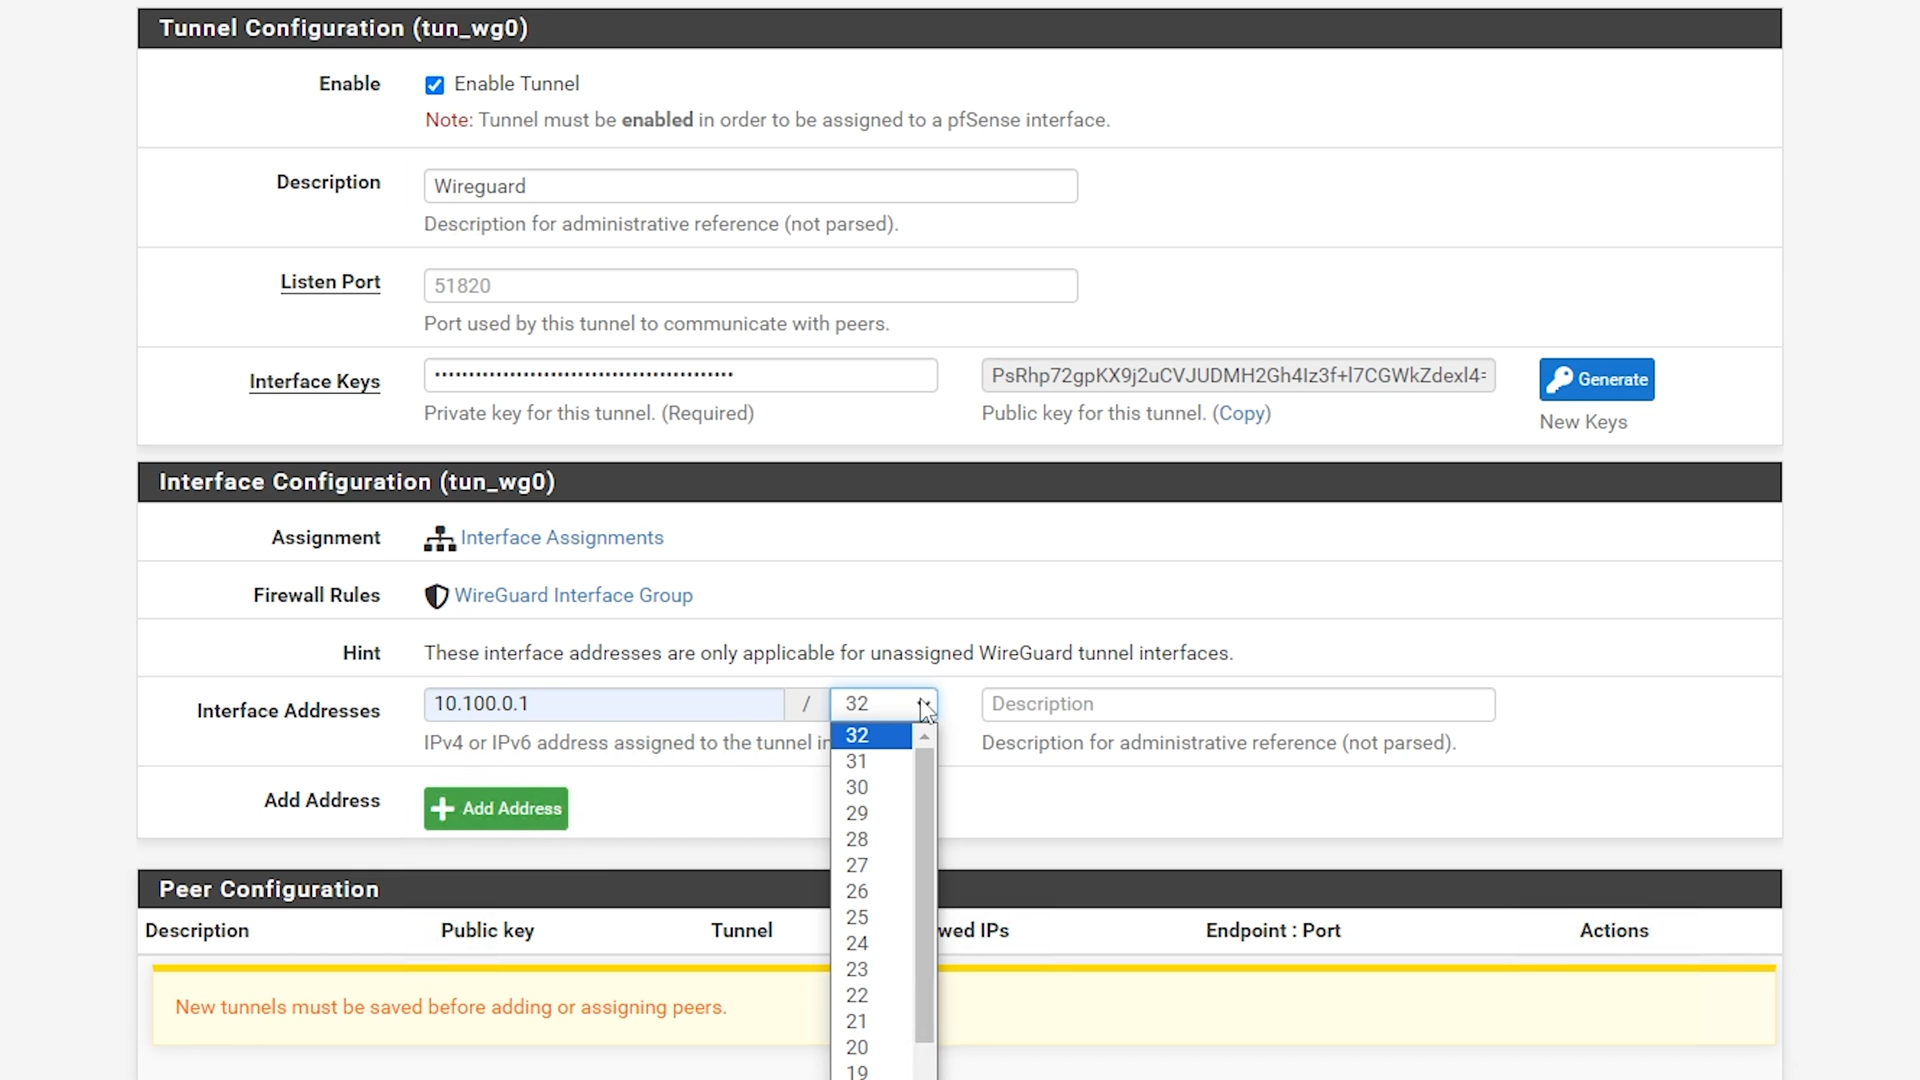 Tunnel Configuration (tun_wg0)
Enable
Enable Tunnel
Note: Tunnel must be enabled in order to be assigned to a pfSense interface.
Description
Wireguard
Description for administrative reference (not parsed).
Listen Port
51820
Port used by this tunnel to communicate with peers.
Interface Keys
PsRhp72gpKX9j2uCVJUDMH2Gh4Iz3f+l7CGWkZdexl4=
Generate
Private key for this tunnel. (Required)
Public key for this tunnel. (Copy)
New Keys
Interface Configuration (tun_wg0)
Assignment
Interface Assignments
Firewall Rules
WireGuard Interface Group
Hint
These interface addresses are only applicable for unassigned WireGuard tunnel interfaces.
Interface Addresses
10.100.0.1
/
32
Description
IPv4 or IPv6 address assigned to the tunnel in
Description for administrative reference (not parsed).
32
31
30
29
28
27
26
25
24
23
22
21
20
19
Add Address
Add Address
Peer Configuration
Description
Public key
Tunnel
wed IPs
Endpoint : Port
Actions
New tunnels must be saved before adding or assigning peers.